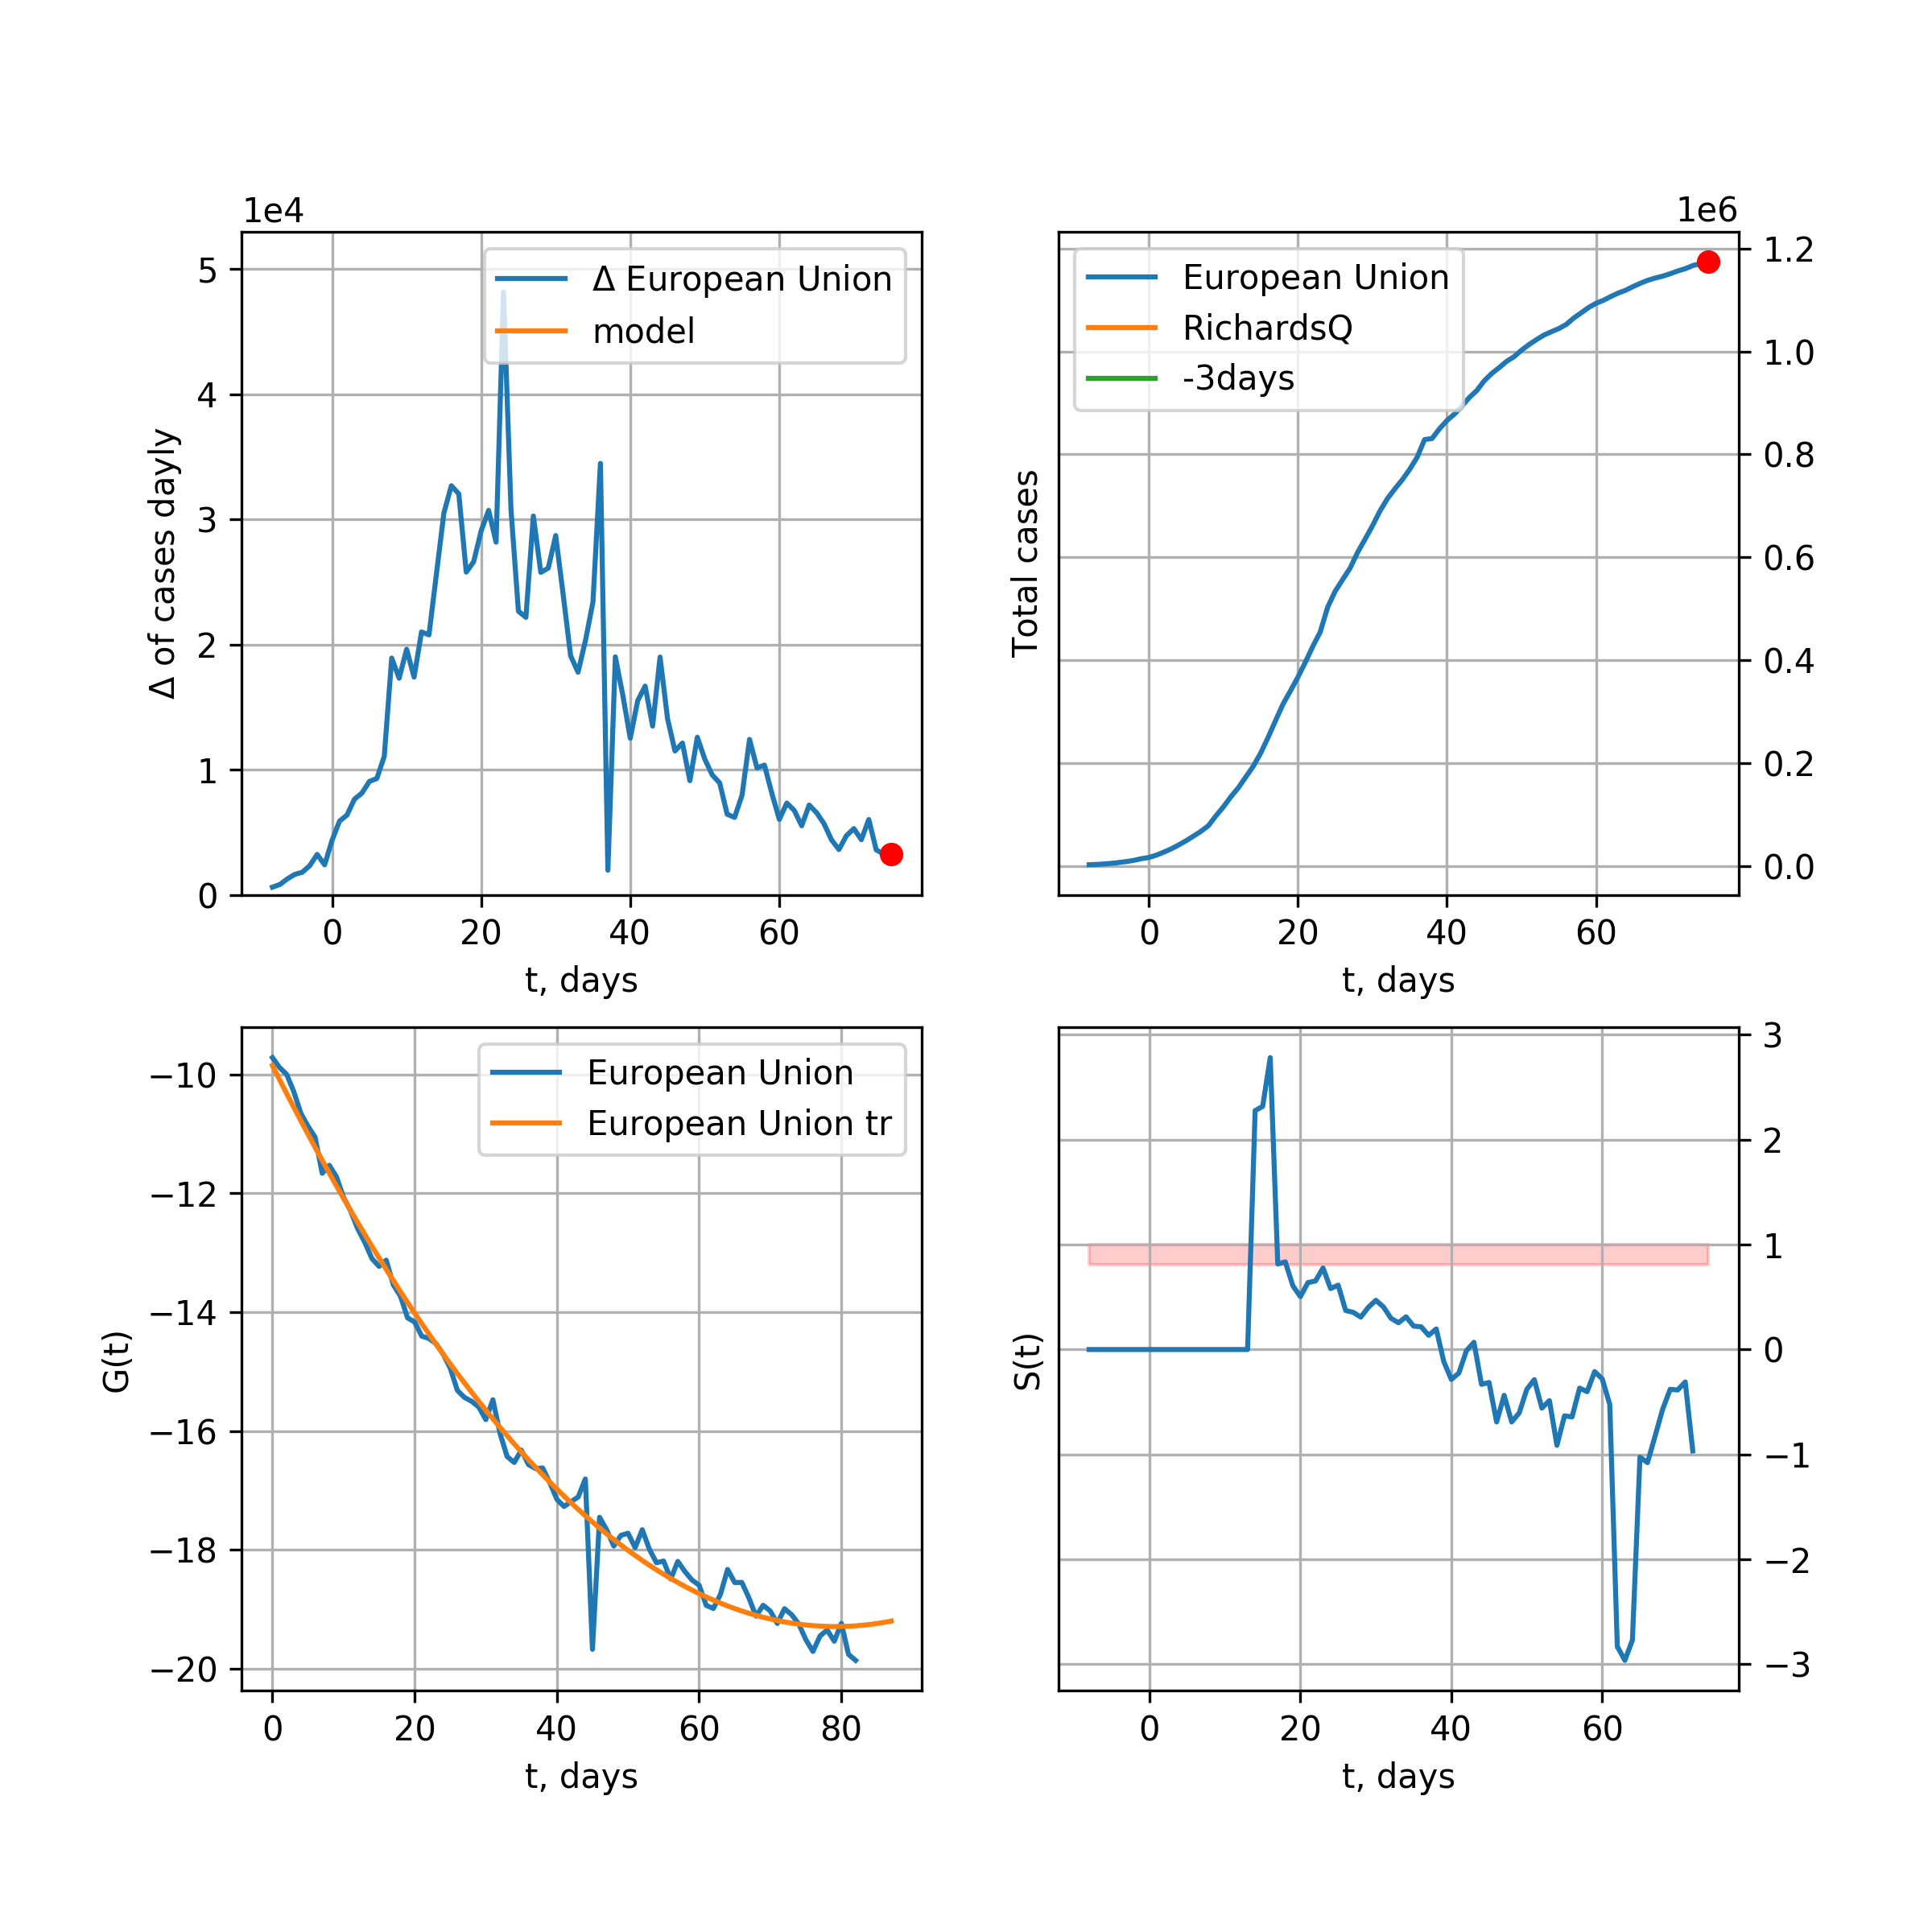 1e4
5
4
3
2
1
0
Δ of cases dayly
Δ European Union
model
0 20 40 60
t, days
1e6
1.2
1.0
0.8
0.6
0.4
0.2
0.0
Total cases
European Union
RichardsQ
-3days
0 20 40 60
t, days
−10
−12
−14
−16
−18
−20
G(t)
European Union
European Union tr
0 20 40 60 80
t, days
3
2
1
0
−1
−2
−3
S(t)
0 20 40 60
t, days